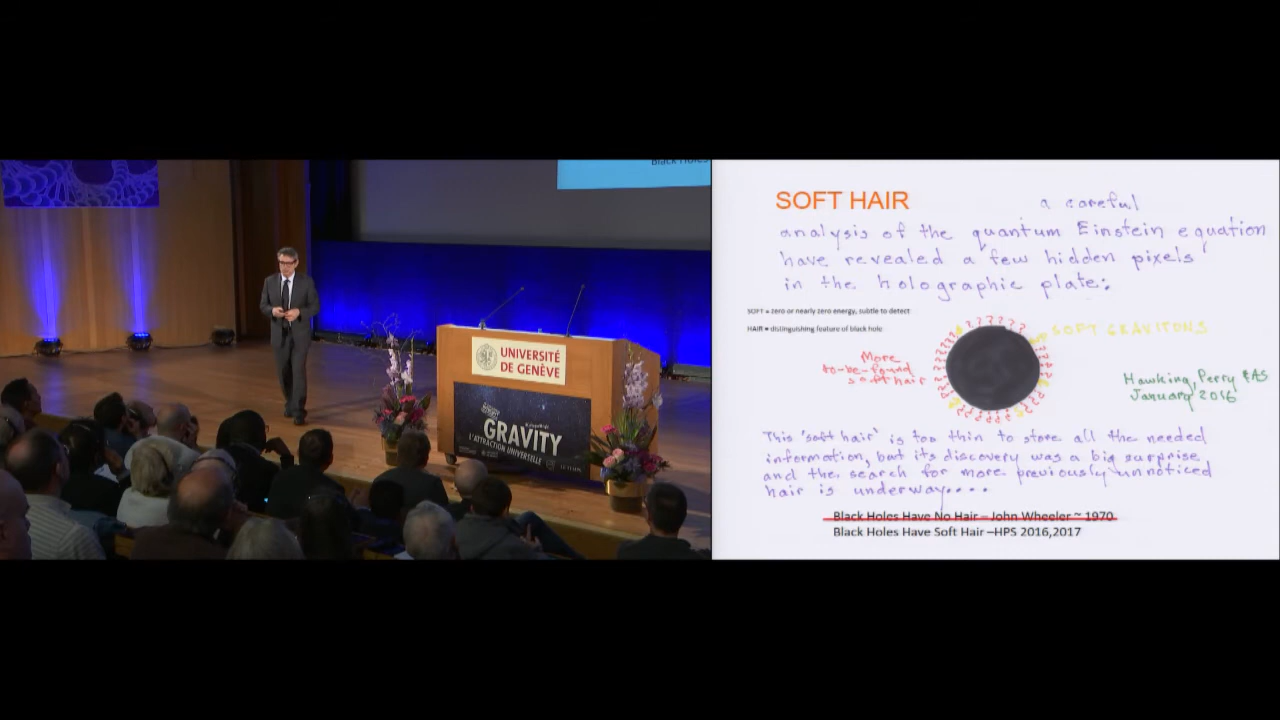 Black Holes
UNIVERSITÉ
DE GENÈVE
GRAVITY
L'ATTRACTION UNIVERSELLE
LE TEMPS
SOFT HAIR
a careful
analysis of the quantum Einstein equation
have revealed a few hidden pixels
in the holographic plate:
SOFT = zero or nearly zero energy, subtle to detect
HAIR = distinguishing feature of black hole
SOFT GRAVITONS
More
to-be-found
soft hair
Hawking, Perry & AS
January 2016
This 'soft hair' is too thin to store all the needed
information, but its discovery was a big surprise
and the search for more previously unnoticed
hair is underway....
Black Holes Have No Hair – John Wheeler ~ 1970
Black Holes Have Soft Hair –HPS 2016,2017